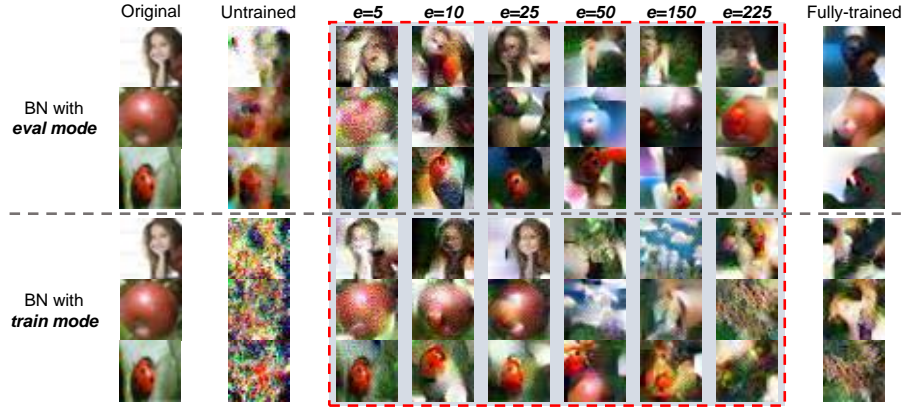 Original Untrained e=5 e=10 e=25 e=50 e=150 e=225 Fully-trained
BN with
eval mode
BN with
train mode